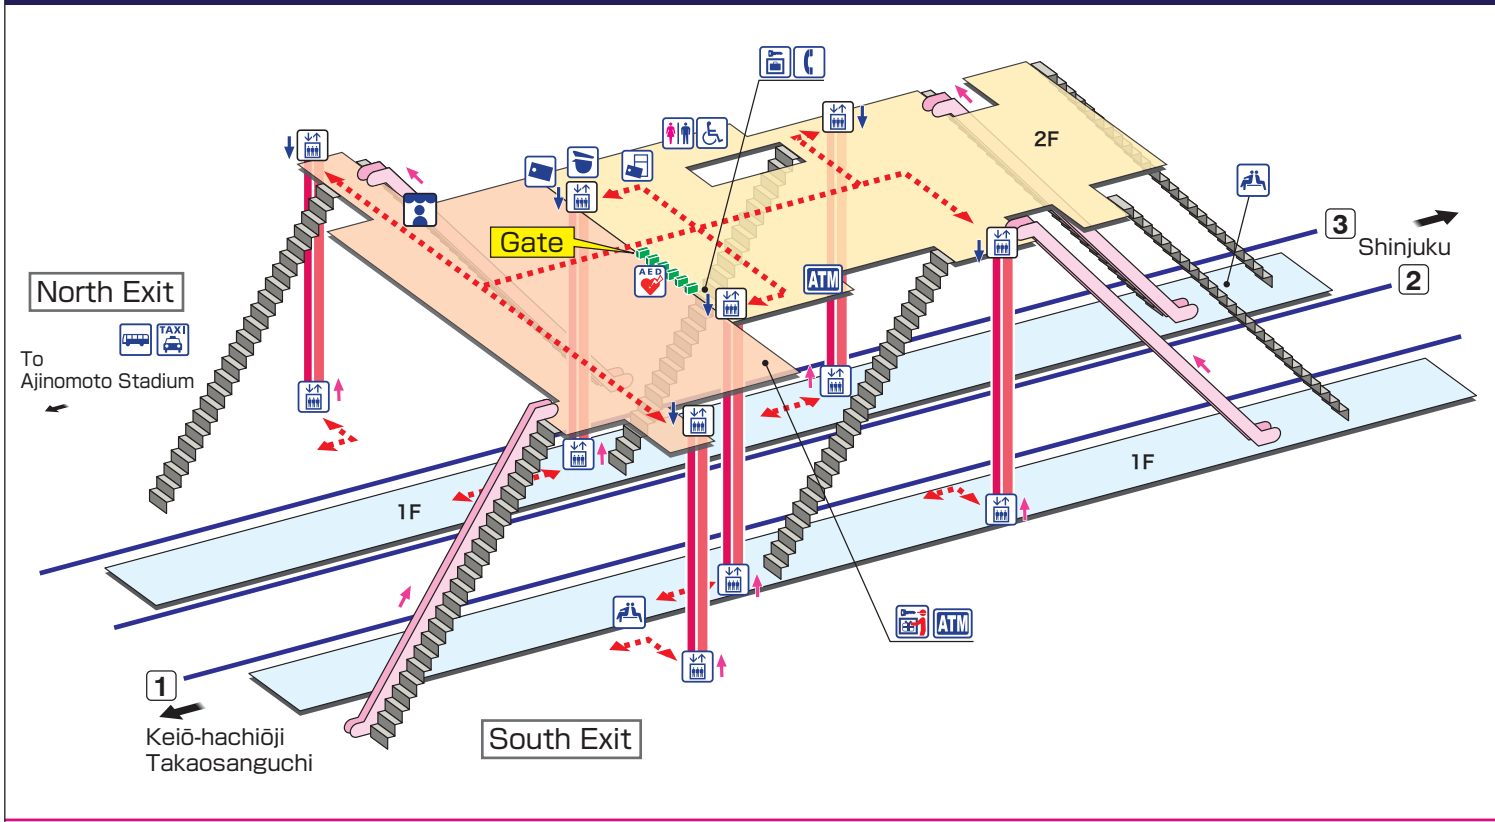 2F
Gate
AED
ATM
North Exit
TAXI
To
Ajinomoto Stadium
3
Shinjuku
2
1F
1F
ATM
1
Keiō-hachiōji
Takaosanguchi
South Exit